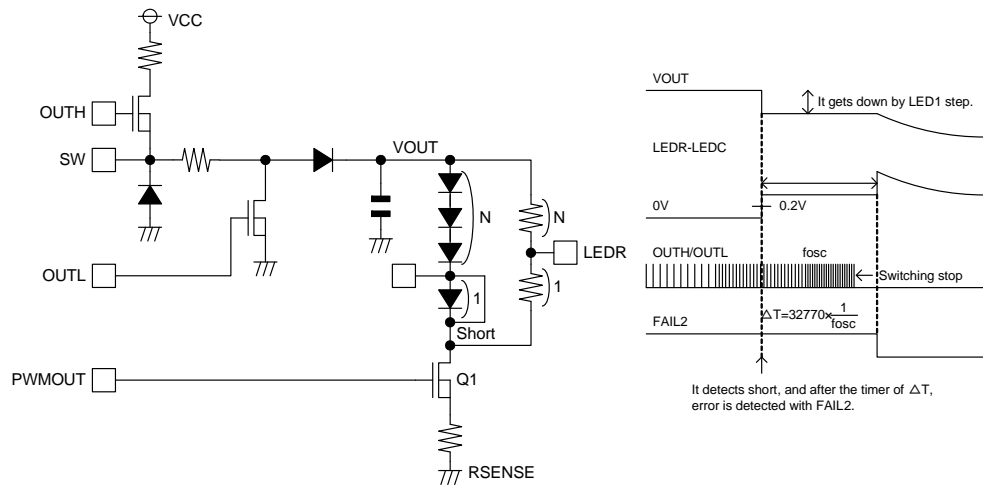 VCC
OUTH
SW
VOUT
N
N
LEDR
OUTL
1
1
Short
PWMOUT
Q1
RSENSE
VOUT
It gets down by LED1 step.
LEDR-LEDC
0V
0.2V
OUTH/OUTL
fosc
Switching stop
△T=32770× 1
fosc
FAIL2
It detects short, and after the timer of △T,
error is detected with FAIL2.